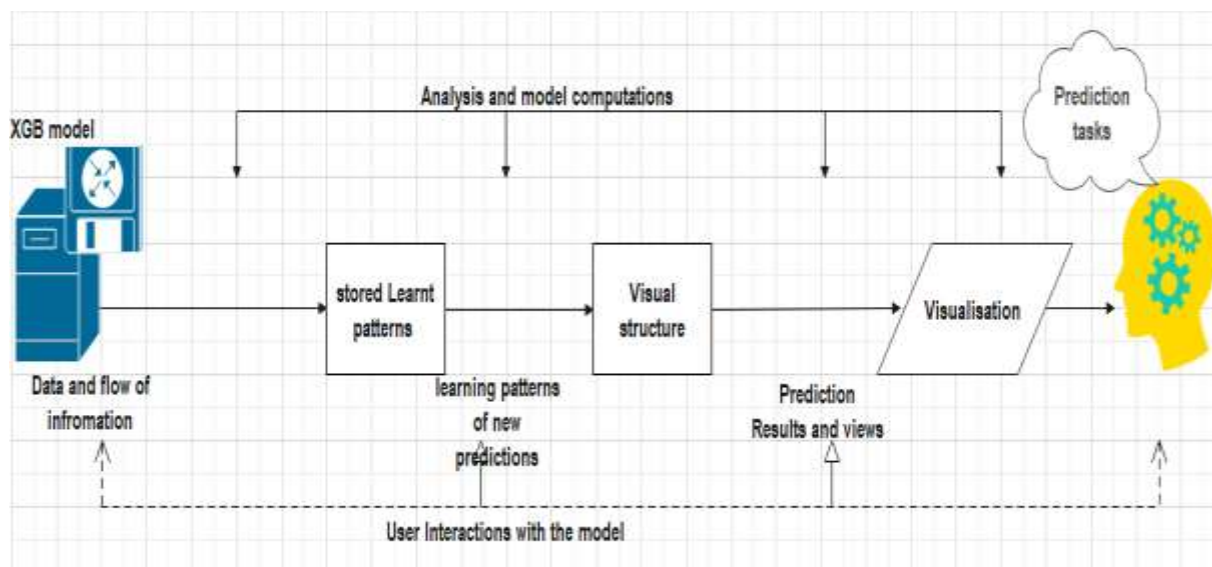 Analysis and model computations
Prediction
tasks
XGB model
stored Learnt
patterns
Visual
structure
Visualisation
Data and flow of
infromation
learning patterns
of new
predictions
Prediction
Results and views
User Interactions with the model